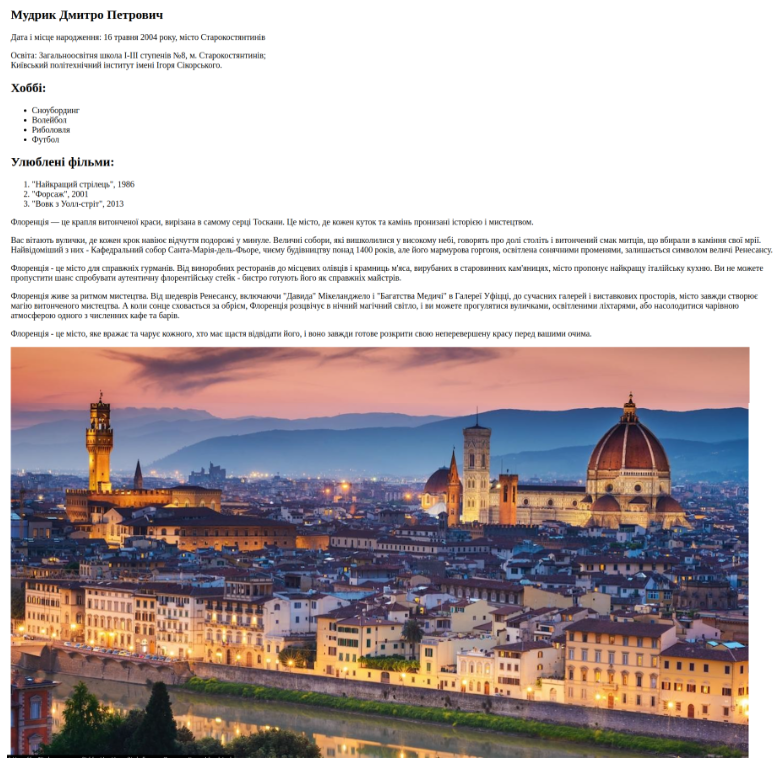 Мудрик Дмитро Петрович
Дата і місце народження: 16 травня 2004 року, місто Старокостянтинів
Освіта: Загальноосвітня школа І-ІІІ ступенів №8, м. Старокостянтинів;
Київський політехнічний інститут імені Ігоря Сікорського.
Хоббі:
Сноубординг
Волейбол
Риболовля
Футбол
Улюблені фільми:
1. "Найкращий стрілець", 1986
2. "Форсаж", 2001
3. "Вовк з Уолл-стріт", 2013
Флоренція — це крапля витонченої краси, вирізана в самому серці Тоскани. Це місто, де кожен куток та камінь пронизані історією і мистецтвом.
Вас вітають вулички, де кожен крок навіює відчуття подорожі у минуле. Величні собори, які вишколилися у високому небі, говорять про долі століть і витончений смак митців, що вбирали в каміння свої мрії.
Найвідоміший з них - Кафедральний собор Санта-Марія-дель-Фьоре, чиєму будівництву понад 1400 років, але його мармурова горгоня, освітлена сонячними променями, залишається символом величі Ренесансу.
Флоренція - це місто для справжніх гурманів. Від виноробних ресторанів до місцевих олівців і крамниць м'яса, вирубаних в старовинних кам'яницях, місто пропонує найкращу італійську кухню. Ви не можете
пропустити шанс спробувати аутентичну флорентійську стейк - бистро готують його як справжніх майстрів.
Флоренція живе за ритмом мистецтва. Від шедеврів Ренесансу, включаючи "Давида" Мікеланджело і "Багатства Медичі" в Галереї Уфіцці, до сучасних галерей і виставкових просторів, місто завжди створює
магію витонченого мистецтва. А коли сонце сховається за обрієм, Флоренція розцвічує в нічний магічний світло, і ви можете прогулятися вуличками, освітленими ліхтарями, або насолодитися чарівною
атмосферою одного з численних кафе та барів.
Флоренція - це місто, яке вражає та чарує кожного, хто має щастя відвідати його, і воно завжди готове розкрити свою неперевершену красу перед вашими очима.